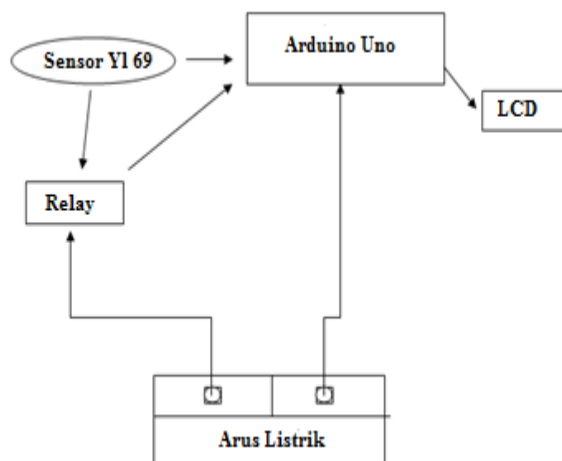 Arduino Uno
Sensor Yl 69
LCD
Relay
Arus Listrik